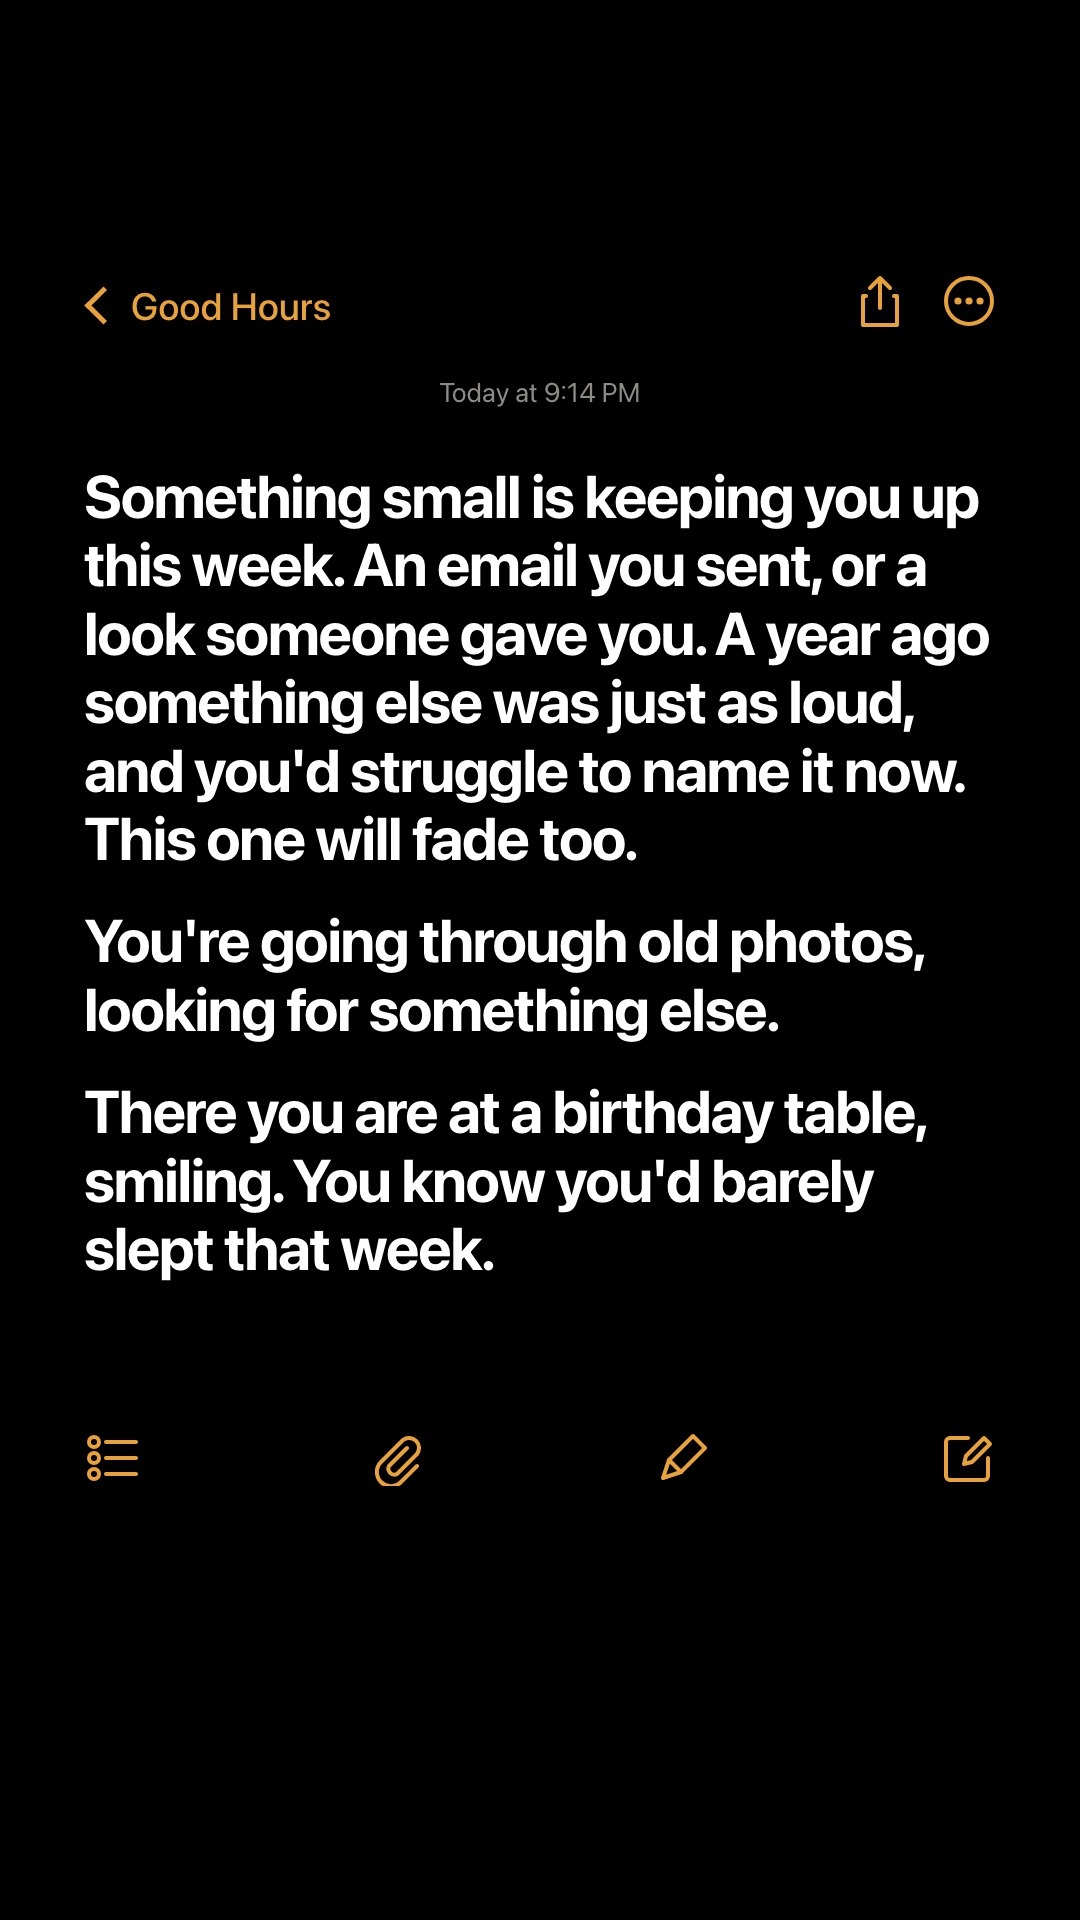 Good Hours
Today at 9:14 PM
Something small is keeping you up
this week. An email you sent, or a
look someone gave you. A year ago
something else was just as loud,
and you'd struggle to name it now.
This one will fade too.
You're going through old photos,
looking for something else.
There you are at a birthday table,
smiling. You know you'd barely
slept that week.